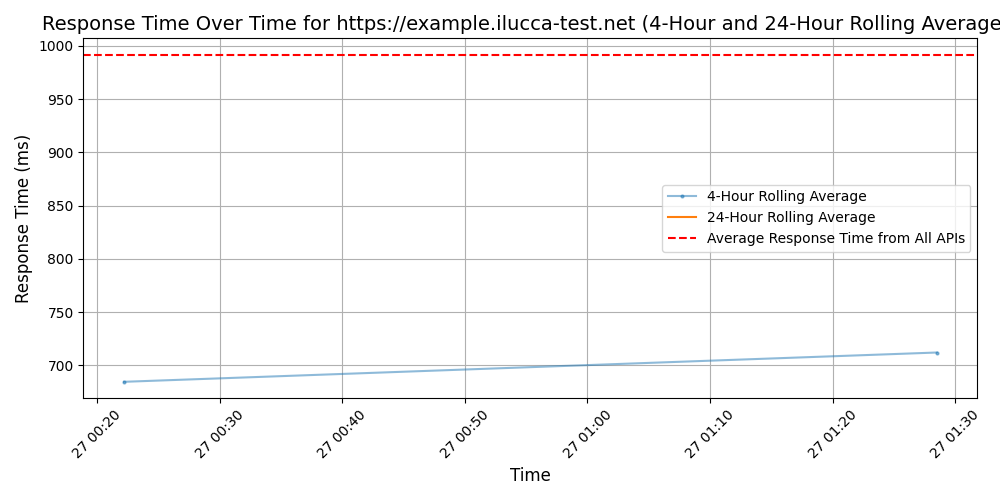 Response Time Over Time for https://example.ilucca-test.net (4-Hour and 24-Hour Rolling Average
1000
950
900
850
800
750
700
Response Time (ms)
4-Hour Rolling Average
24-Hour Rolling Average
Average Response Time from All APIs
27 00:20
27 00:30
27 00:40
27 00:50
27 01:00
27 01:10
27 01:20
27 01:30
Time